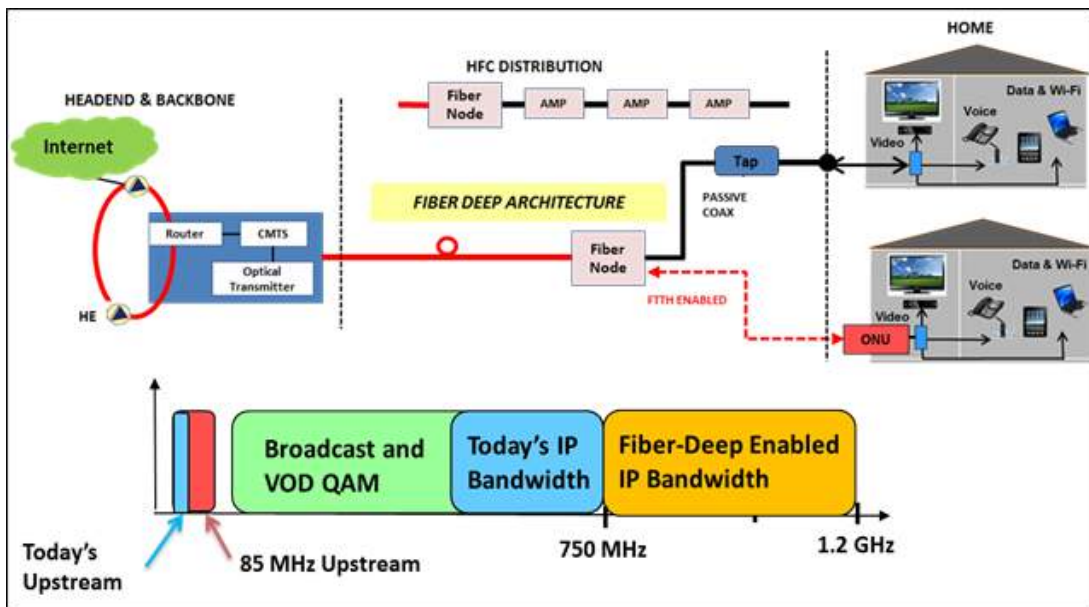 HOME
HFC DISTRIBUTION
HEADEND & BACKBONE
Fiber
Node
AMP
AMP
AMP
Data & Wi-Fi
Voice
Video
Internet
Tap
FIBER DEEP ARCHITECTURE
PASSIVE
COAX
Router
CMTS
Optical
Transmitter
Fiber
Node
HE
FTTH ENABLED
Data & Wi-Fi
Voice
Video
ONU
Broadcast and
VOD QAM
Today's IP
Bandwidth
Fiber-Deep Enabled
IP Bandwidth
Today's
Upstream
85 MHz Upstream
750 MHz
1.2 GHz